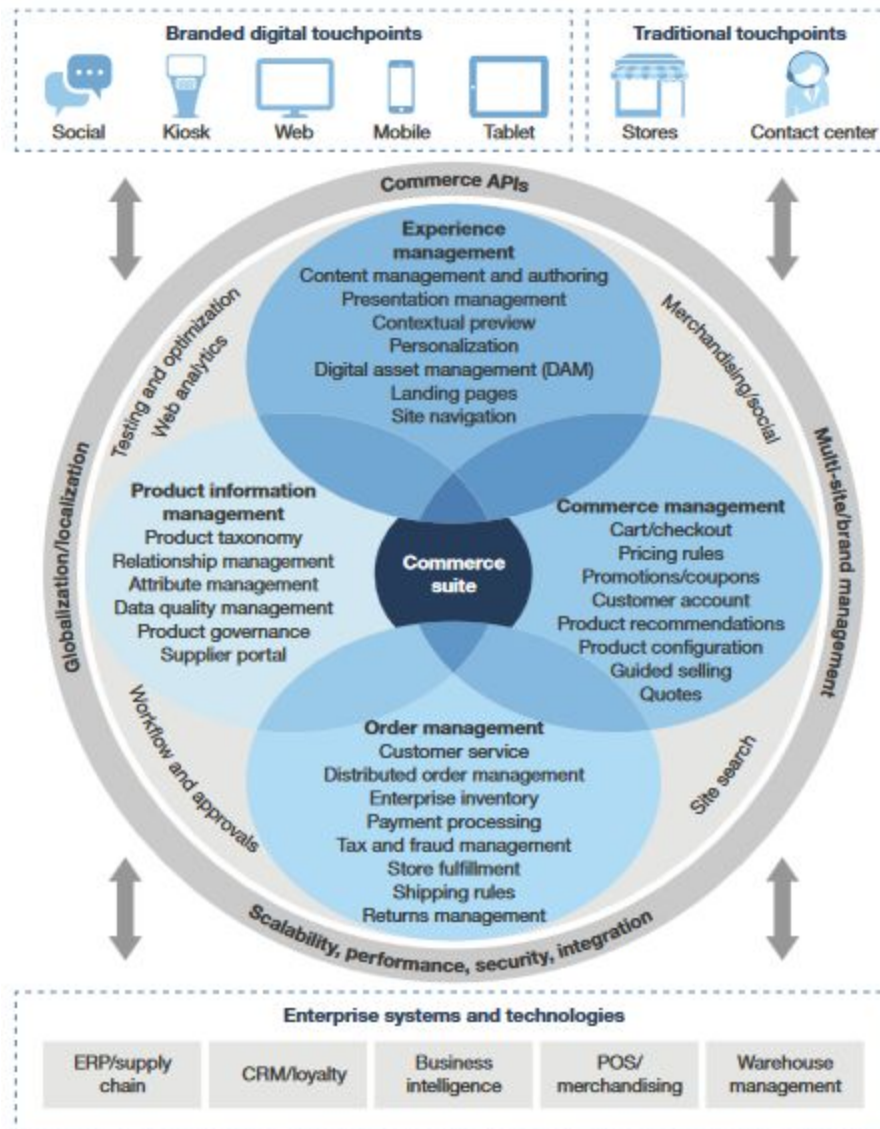 Branded digital touchpoints
Social
Kiosk
Web
Mobile
Tablet
Traditional touchpoints
Stores
Contact center
Commerce APIs
Experience
management
Content management and authoring
Presentation management
Contextual preview
Personalization
Digital asset management (DAM)
Landing pages
Site navigation
Testing and optimization
Web analytics
Merchandising/social
Globalization/localization
Multi-site/brand management
Product information
management
Product taxonomy
Relationship management
Attribute management
Data quality management
Product governance
Supplier portal
Commerce
suite
Commerce management
Cart/checkout
Pricing rules
Promotions/coupons
Customer account
Product recommendations
Product configuration
Guided selling
Quotes
Order management
Customer service
Distributed order management
Enterprise inventory
Payment processing
Tax and fraud management
Store fulfillment
Shipping rules
Returns management
Workflow and approvals
Site search
Scalability, performance, security, integration
Enterprise systems and technologies
ERP/supply
chain
CRM/loyalty
Business
intelligence
POS/
merchandising
Warehouse
management